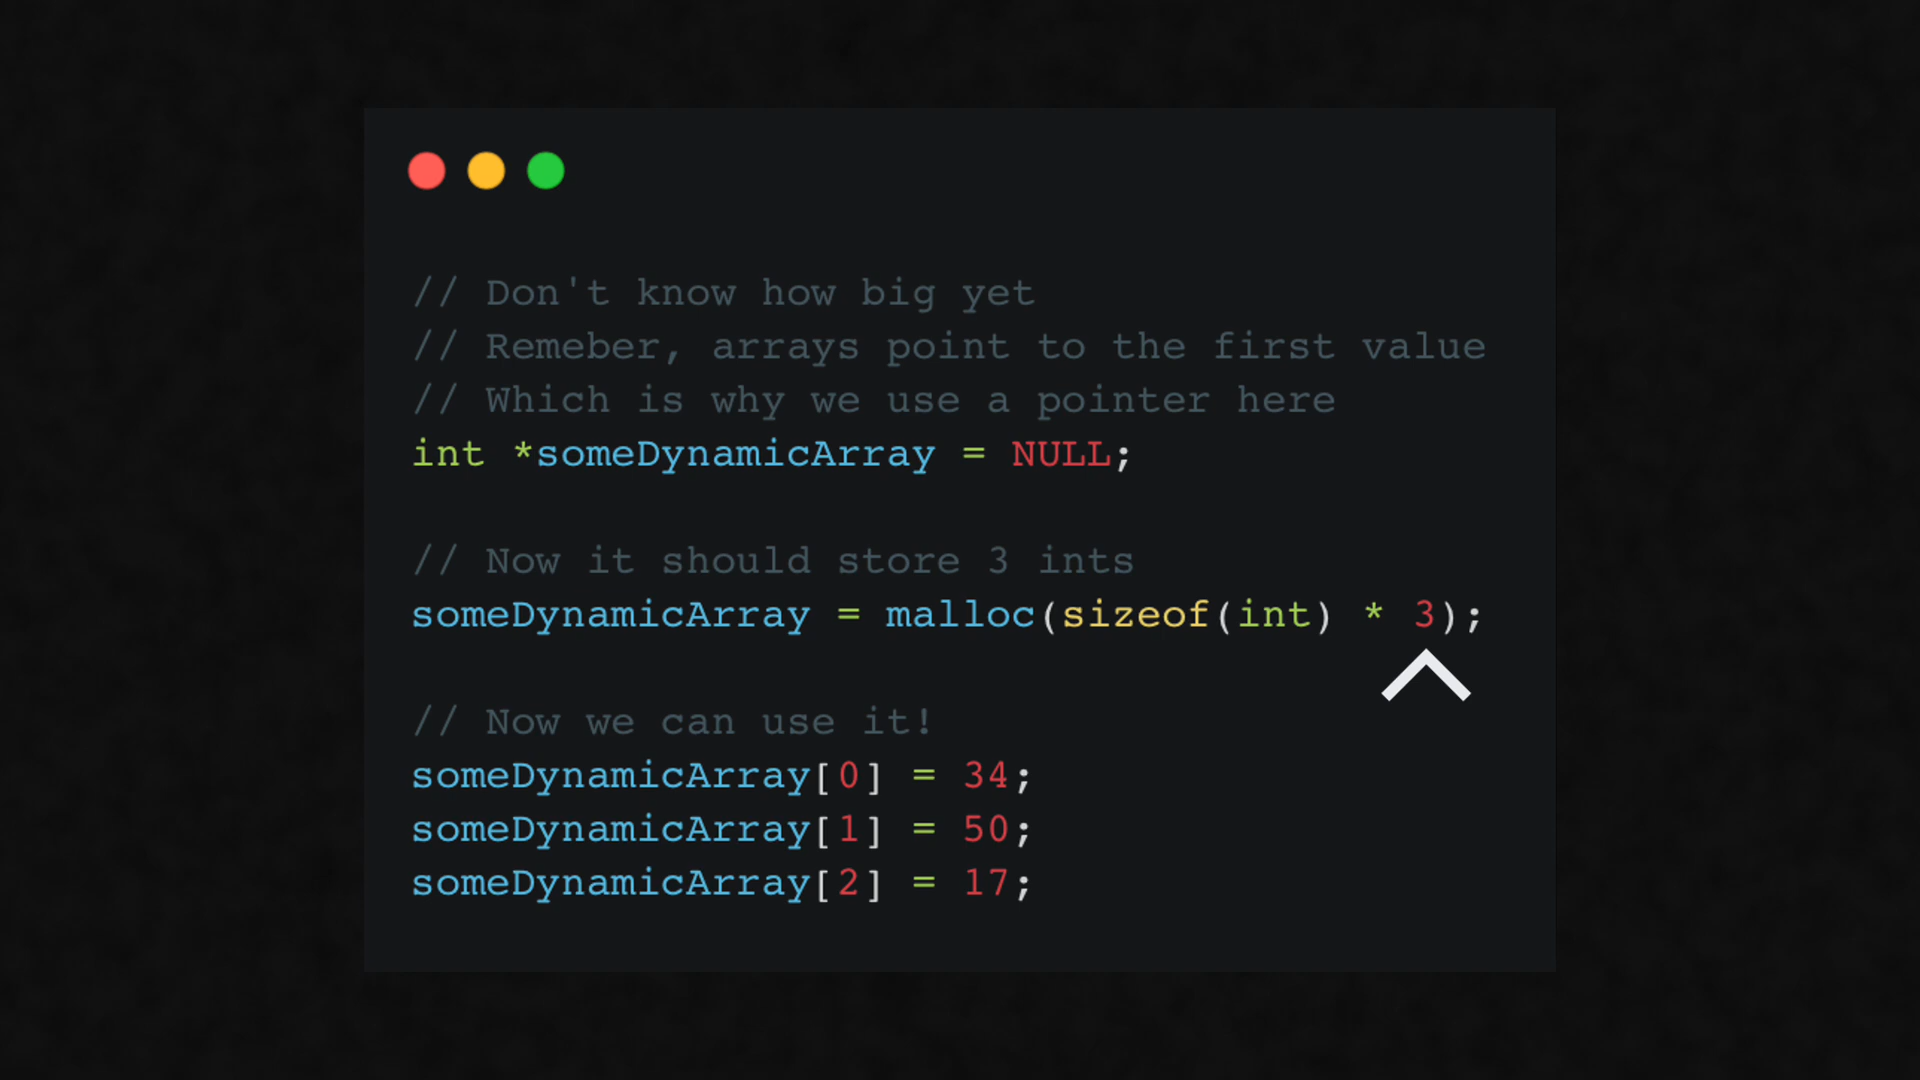 // Don't know how big yet
// Remeber, arrays point to the first value
// Which is why we use a pointer here
int *someDynamicArray = NULL;
// Now it should store 3 ints
someDynamicArray = malloc(sizeof(int) * 3);
// Now we can use it!
someDynamicArray[0] = 34;
someDynamicArray[1] = 50;
someDynamicArray[2] = 17;